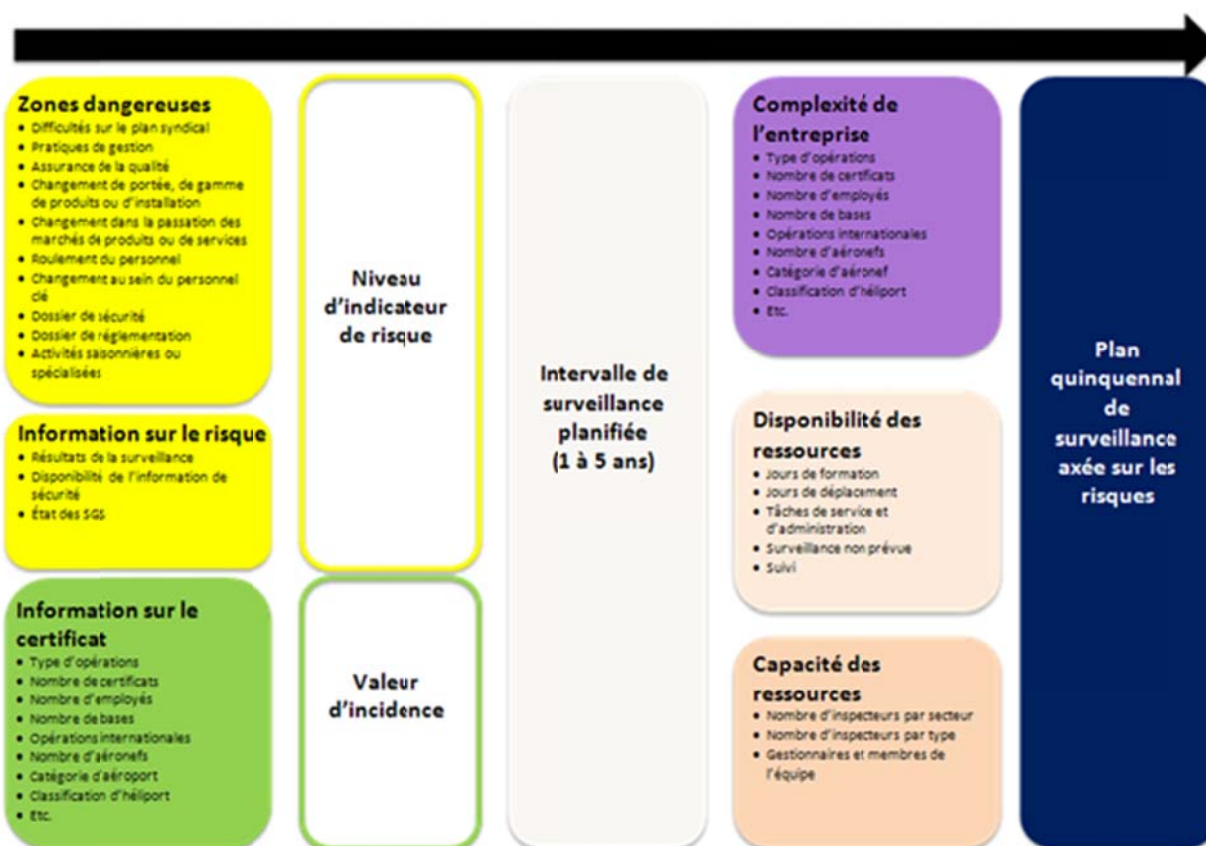 Zones dangereuses
• Difficultés sur le plan syndical
• Pratiques de gestion
• Assurance de la qualité
• Changement de portée, de gamme
de produits ou d'installation
• Changement dans la passation des
marchés de produits ou de services
• Roulement du personnel
• Changement au sein du personnel
clé
• Dossier de sécurité
• Dossier de réglementation
• Activités saisonnières ou
spécialisées
Information sur le risque
• Résultats de la surveillance
• Disponibilité de l'information de
sécurité
• État des SGS
Information sur le
certificat
• Type d'opérations
• Nombre de certificats
• Nombre d'employés
• Nombre de bases
• Opérations internationales
• Nombre d'aéronefs
• Catégorie d'aéroport
• Classification d'héliport
• Etc.
Niveau
d'indicateur
de risque
Valeur
d'incidence
Intervalle de
surveillance
planifiée
(1 à 5 ans)
Complexité de
l'entreprise
• Type d'opérations
• Nombre de certficats
• Nombre d'employés
• Nombre de bases
• Opérations internationales
• Nombre d'aéronefs
• Catégorie d'aéronef
• Classification d'héliport
• Etc.
Disponibilité des
ressources
• Jours de formation
• Jours de déplacement
• Tâches de service et
d'administration
• Surveillance non prévue
• Suivi
Capacité des
ressources
• Nombre d'inspecteurs par secteur
• Nombre d'inspecteurs par type
• Gestionnaires et membres de
l'équipe
Plan
quinquennal
de
surveillance
axée sur les
risques